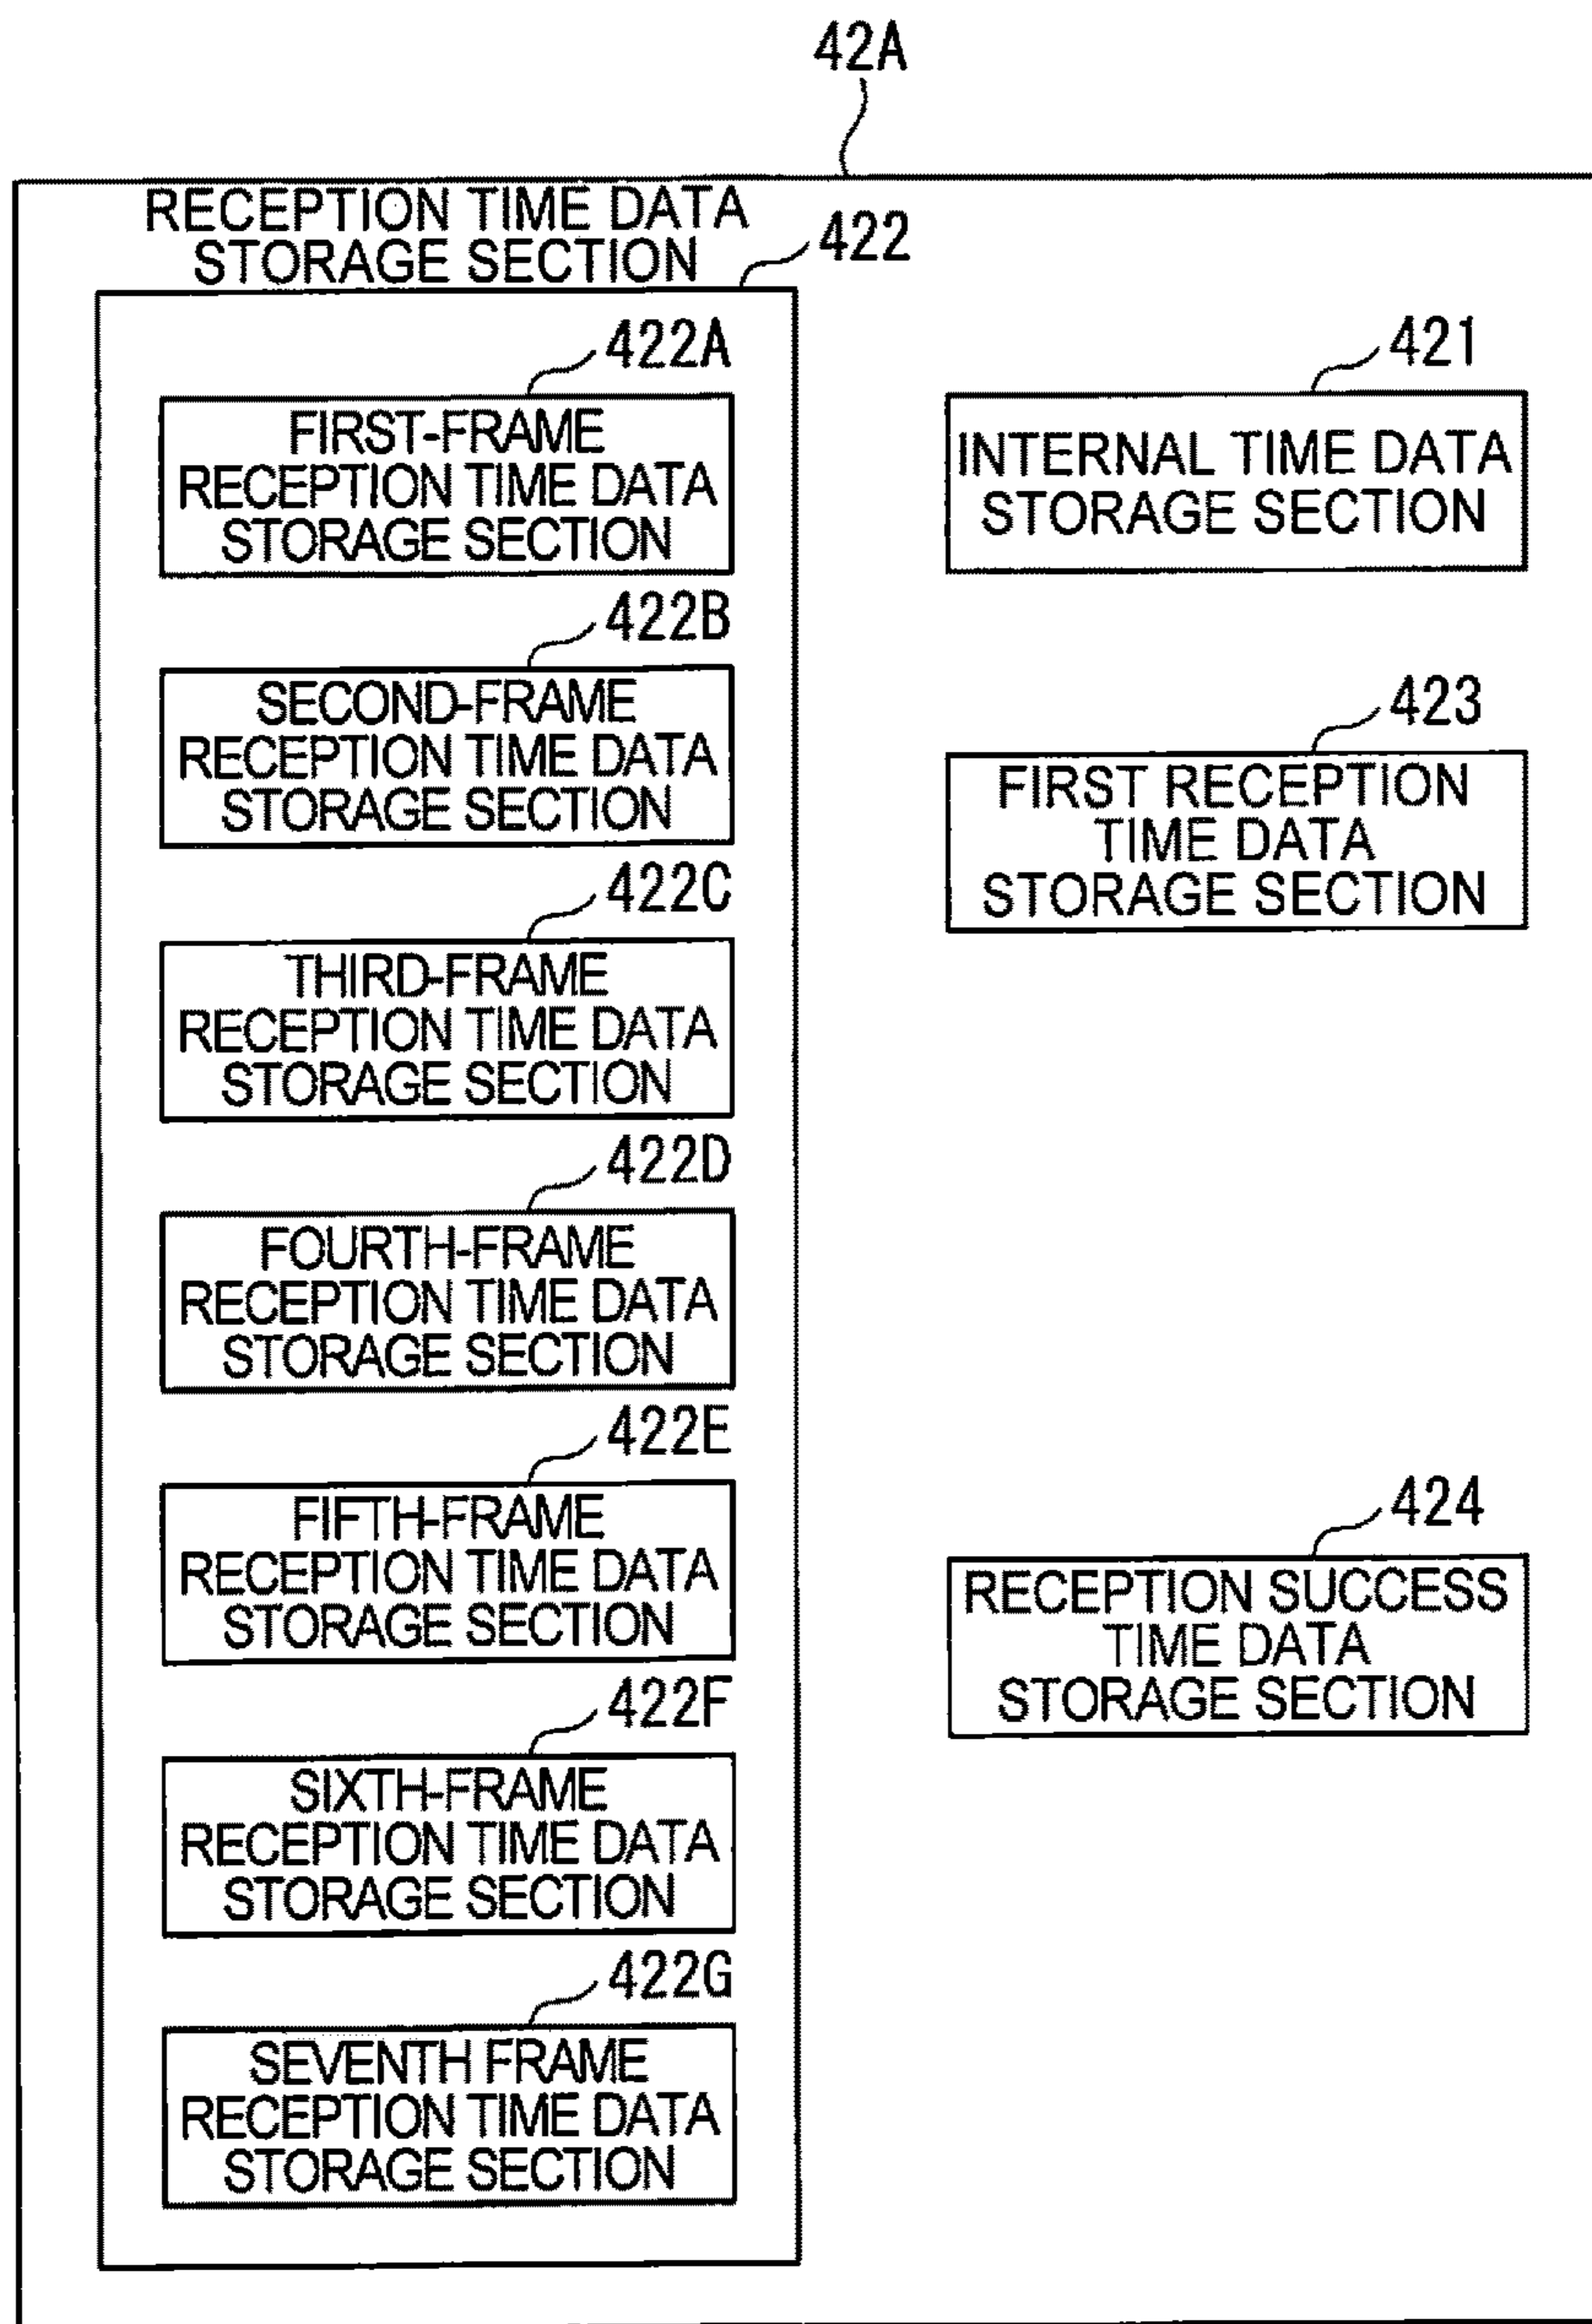 42A
RECEPTION TIME DATA
STORAGE SECTION
422
422A
FIRST-FRAME
RECEPTION TIME DATA
STORAGE SECTION
422B
SECOND-FRAME
RECEPTION TIME DATA
STORAGE SECTION
422C
THIRD-FRAME
RECEPTION TIME DATA
STORAGE SECTION
422D
FOURTH-FRAME
RECEPTION TIME DATA
STORAGE SECTION
422E
FIFTH-FRAME
RECEPTION TIME DATA
STORAGE SECTION
422F
SIXTH-FRAME
RECEPTION TIME DATA
STORAGE SECTION
422G
SEVENTH FRAME
RECEPTION TIME DATA
STORAGE SECTION
421
INTERNAL TIME DATA
STORAGE SECTION
423
FIRST RECEPTION
TIME DATA
STORAGE SECTION
424
RECEPTION SUCCESS
TIME DATA
STORAGE SECTION